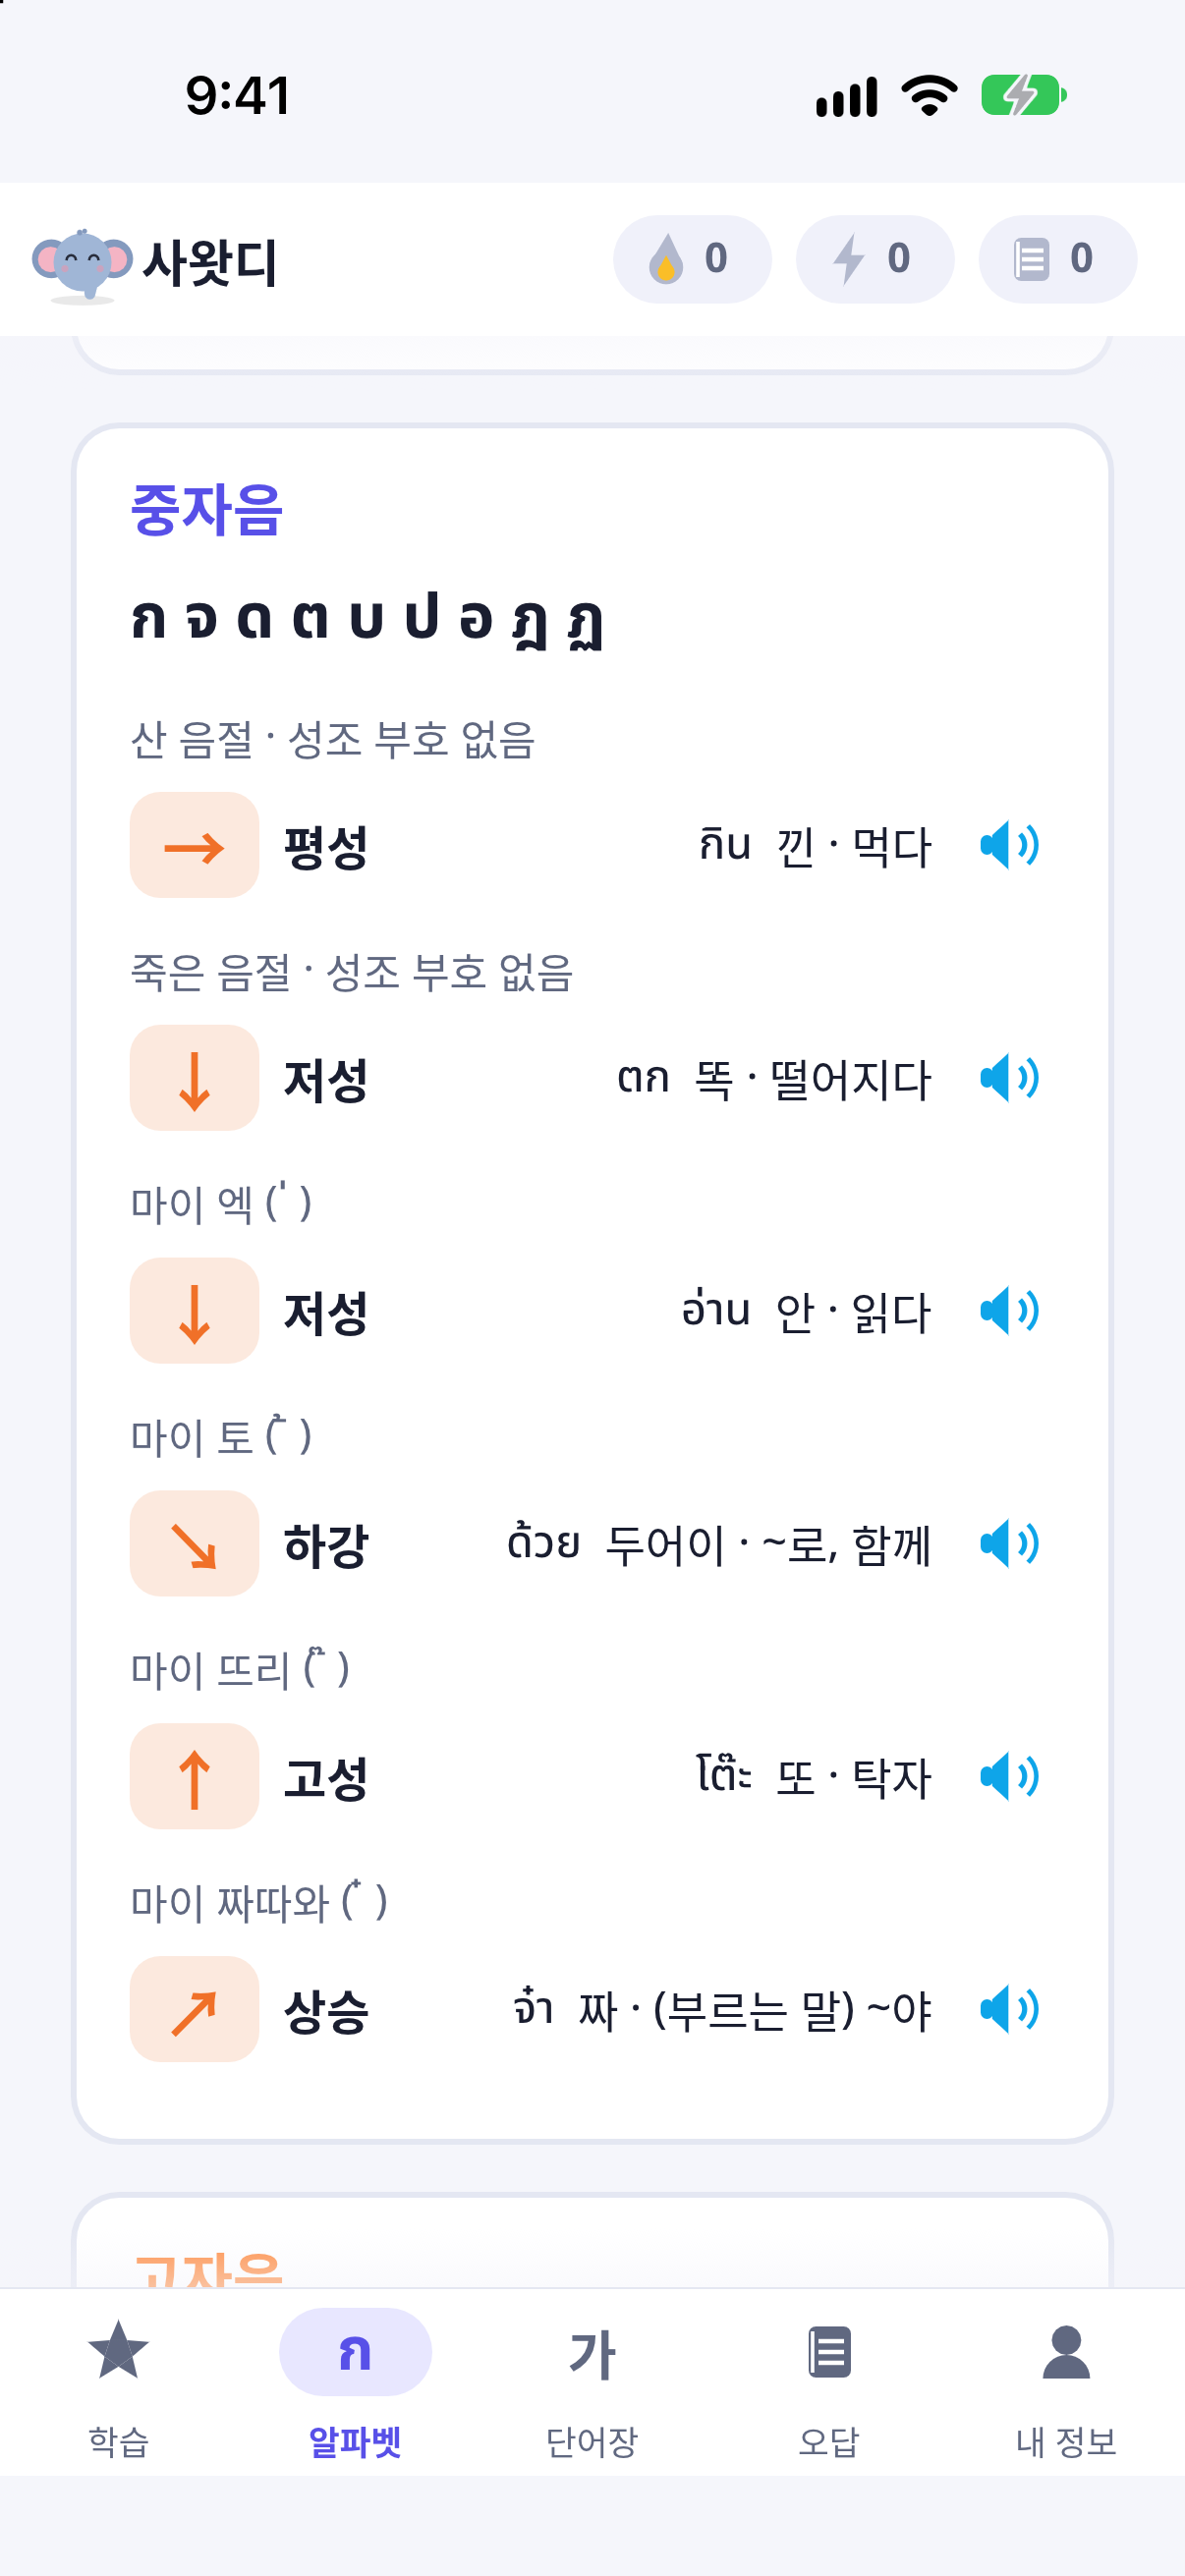 9:41
사왓디 0 0 0
중자음
ก จ ด ต บ ป อ ฎ ฏ
산 음절 · 성조 부호 없음
→ 평성 กิน 낀 · 먹다
죽은 음절 · 성조 부호 없음
↓ 저성 ตก 똑 · 떨어지다
마이 엑 (่ )
↓ 저성 อ่าน 안 · 읽다
마이 토 (้ )
↘ 하강 ด้วย 두어이 · ~로, 함께
마이 뜨리 (๊ )
↑ 고성 โต๊ะ 또 · 탁자
마이 짜따와 (๋ )
↗ 상승 จ๋า 짜 · (부르는 말) ~야
고자음
ก 가
학습 알파벳 단어장 오답 내 정보